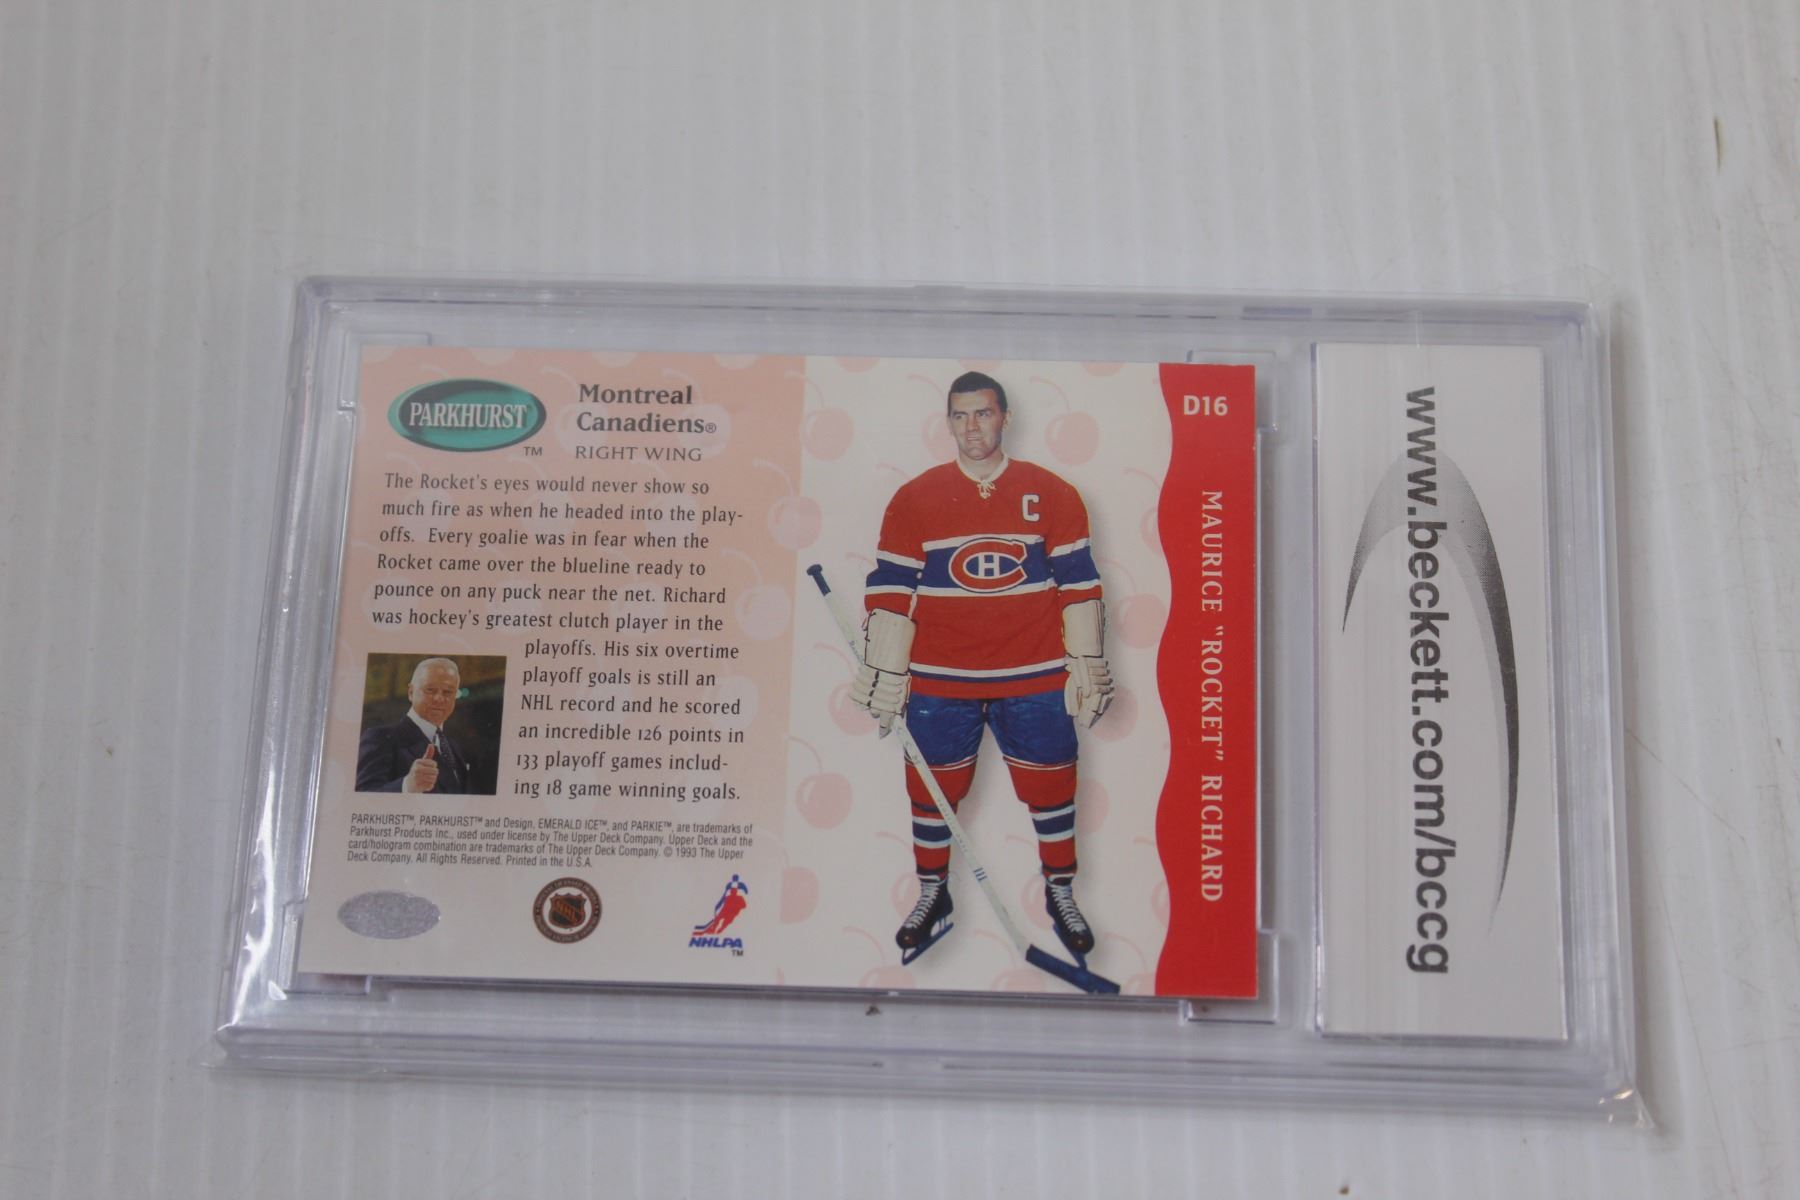 PARKHURST
TM
Montreal
Canadiens®
RIGHT WING
The Rocket's eyes would never show so
much fire as when he headed into the play-
offs. Every goalie was in fear when the
Rocket came over the blueline ready to
pounce on any puck near the net. Richard
was hockey's greatest clutch player in the
playoffs. His six overtime
playoff goals is still an
NHL record and he scored
an incredible 126 points in
133 playoff games includ-
ing 18 game winning goals.
PARKHURST™, PARKHURST™ and Design, EMERALD ICE™, and PARKIE™, are trademarks of
Parkhurst Products Inc., used under license by The Upper Deck Company. Upper Deck and the
card/hologram combination are trademarks of The Upper Deck Company. © 1993 The Upper
Deck Company. All Rights Reserved. Printed in the U.S.A.
NHL
NHLPA
TM
C
CH
D16
MAURICE "ROCKET" RICHARD
www.beckett.com/bccg